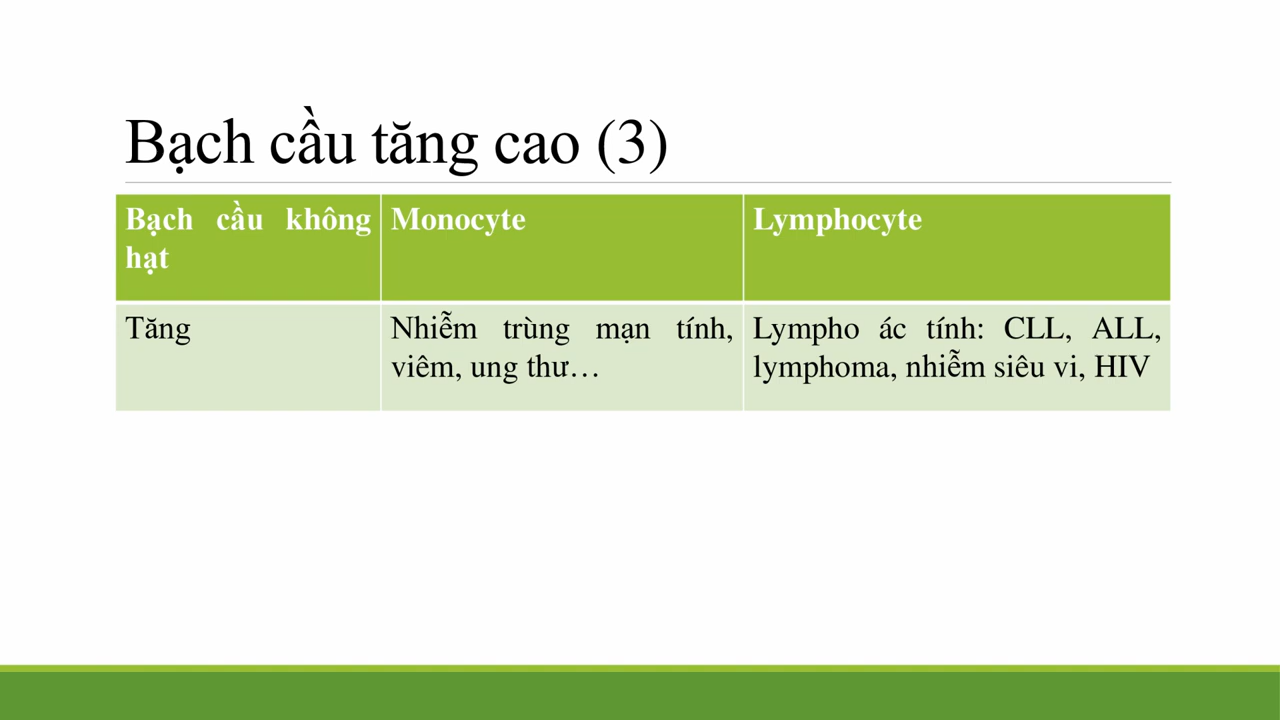 Bạch cầu tăng cao (3)
Bạch cầu không
hạt
Monocyte
Lymphocyte
Tăng
Nhiễm trùng mạn tính,
viêm, ung thư…
Lympho ác tính: CLL, ALL,
lymphoma, nhiễm siêu vi, HIV